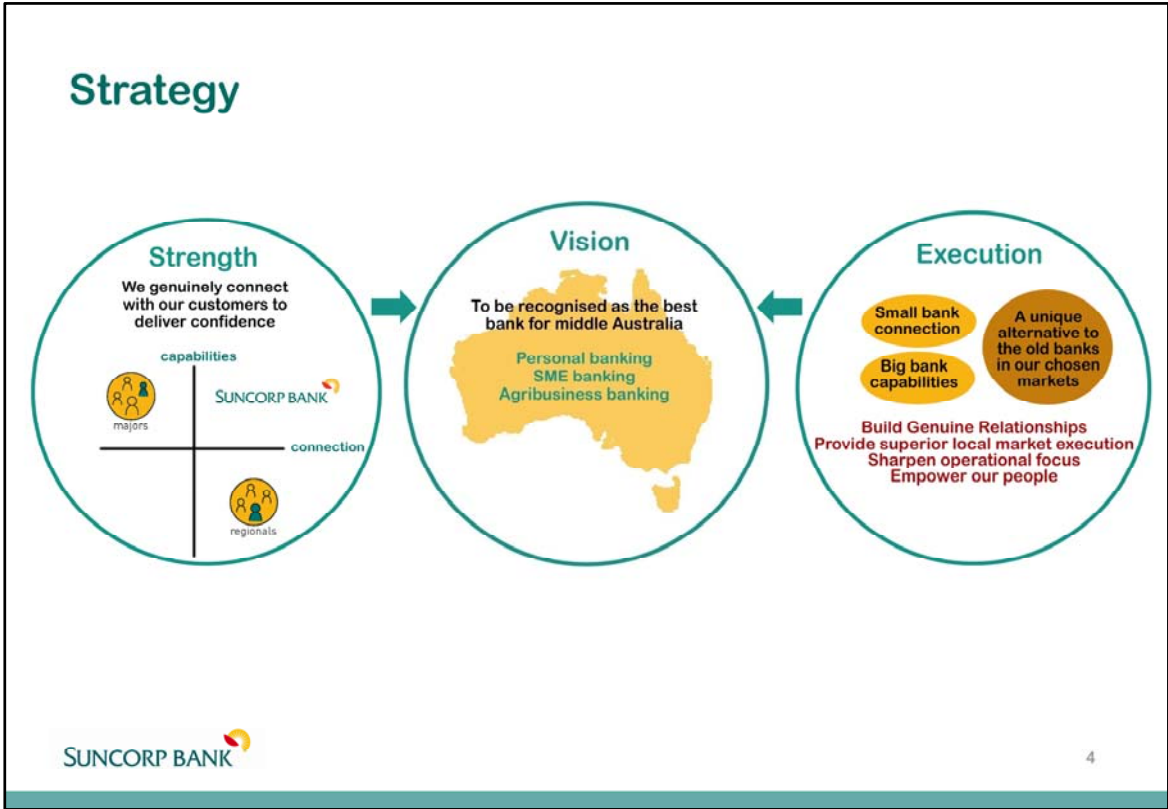 Strategy
Strength
We genuinely connect
with our customers to
deliver confidence
capabilities
majors
SUNCORP BANK
connection
regionals
Vision
To be recognised as the best
bank for middle Australia
Personal banking
SME banking
Agribusiness banking
Execution
Small bank
connection
Big bank
capabilities
A unique
alternative to
the old banks
in our chosen
markets
Build Genuine Relationships
Provide superior local market execution
Sharpen operational focus
Empower our people
SUNCORP BANK
4